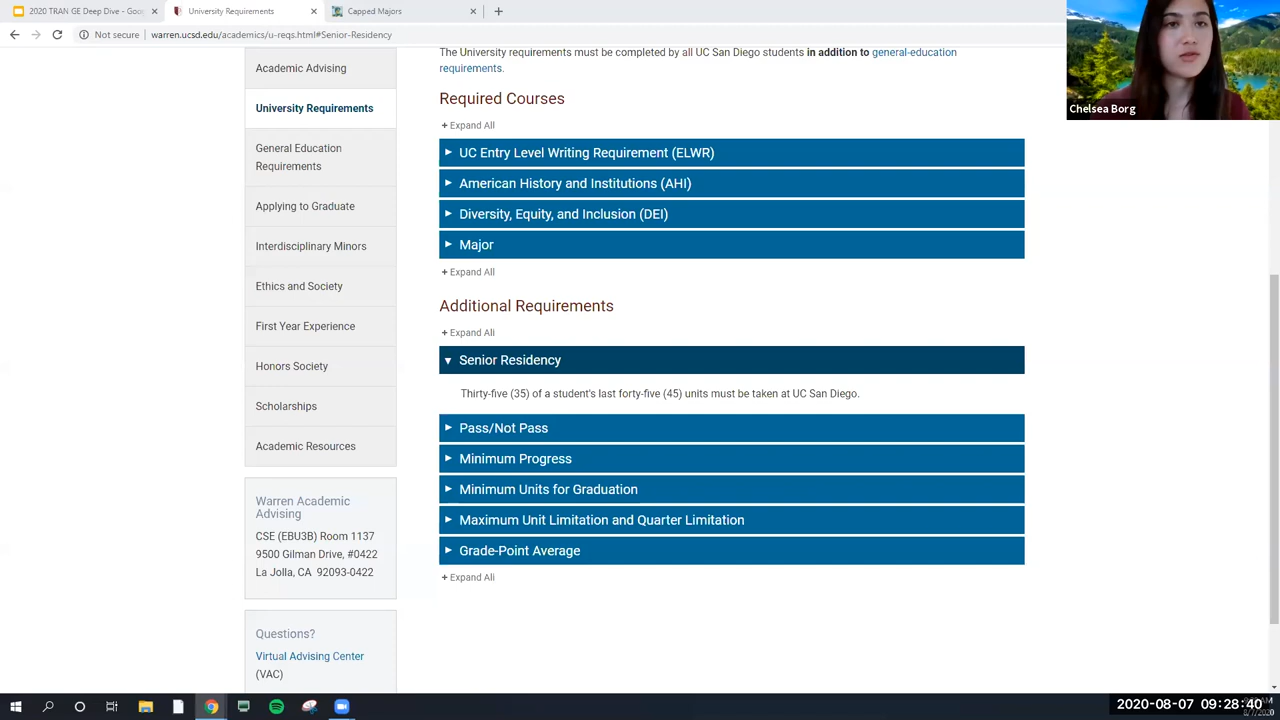 2020 TRAN GE Deep Dive - Goo
University Requirements
Capped Majors
Not secure
warren.ucsd.edu/academics/u-reqs.html#Senior-Residency
Chelsea Borg
Academic Advising
University Requirements
General Education
Requirements
Applying to Graduate
Interdisciplinary Minors
Ethics and Society
First Year Experience
Honors Society
Scholarships
Academic Resources
Warren Academic
Advising
CSE (EBU3B) Room 1137
9500 Gilman Drive, #0422
La Jolla, CA 92093-0422
Questions?
Virtual Advising Center
(VAC)
The University requirements must be completed by all UC San Diego students in addition to general-education
requirements.
Required Courses
+ Expand All
UC Entry Level Writing Requirement (ELWR)
American History and Institutions (AHI)
Diversity, Equity, and Inclusion (DEI)
Major
+ Expand All
Additional Requirements
+ Expand All
Senior Residency
Thirty-five (35) of a student's last forty-five (45) units must be taken at UC San Diego.
Pass/Not Pass
Minimum Progress
Minimum Units for Graduation
Maximum Unit Limitation and Quarter Limitation
Grade-Point Average
+ Expand All
2020-08-07 09:28:40